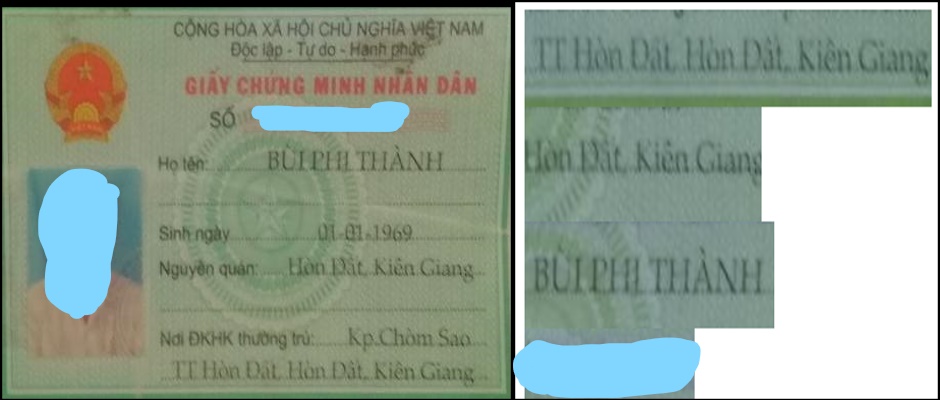 CỘNG HÒA XÃ HỘI CHỦ NGHĨA VIỆT NAM
Độc lập - Tự do - Hạnh phúc
GIẤY CHỨNG MINH NHÂN DÂN
SỐ
Họ tên: BÙI PHI THÀNH
Sinh ngày 01-01-1969
Nguyên quán: Hòn Đất, Kiên Giang
Nơi ĐKHK thường trú: Kp.Chòm Sao
TT Hòn Đất, Hòn Đất, Kiên Giang
TT Hòn Đất, Hòn Đất, Kiên Giang
Hòn Đất, Kiên Giang
BÙI PHI THÀNH